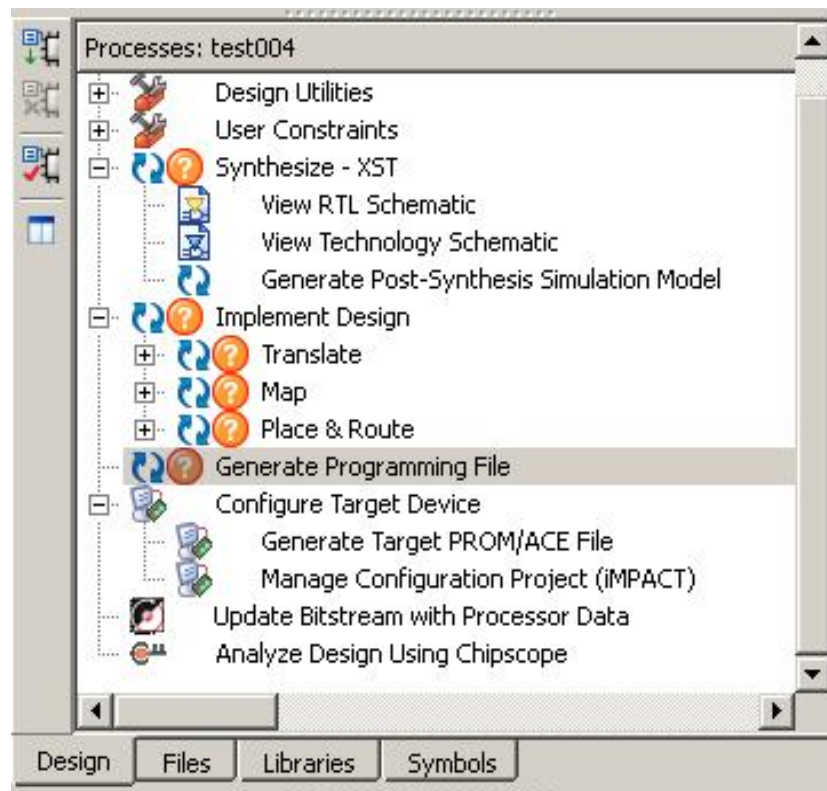 Processes: test004
Design Utilities
User Constraints
Synthesize - XST
View RTL Schematic
View Technology Schematic
Generate Post-Synthesis Simulation Model
Implement Design
Translate
Map
Place & Route
Generate Programming File
Configure Target Device
Generate Target PROM/ACE File
Manage Configuration Project (iMPACT)
Update Bitstream with Processor Data
Analyze Design Using Chipscope
Design Files Libraries Symbols